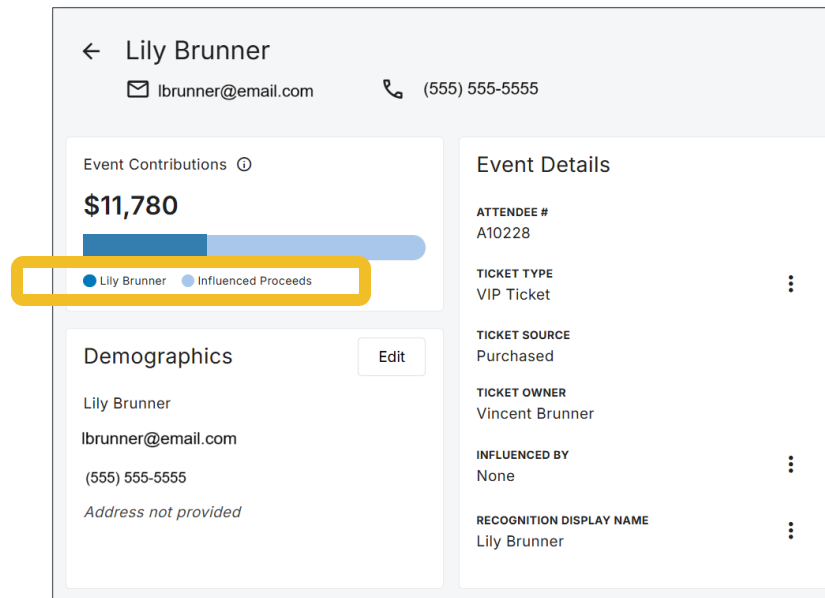 Lily Brunner
lbrunner@email.com
(555) 555-5555
Event Contributions
$11,780
Lily Brunner
Influenced Proceeds
Demographics
Edit
Lily Brunner
lbrunner@email.com
(555) 555-5555
Address not provided
Event Details
ATTENDEE #
A10228
TICKET TYPE
VIP Ticket
TICKET SOURCE
Purchased
TICKET OWNER
Vincent Brunner
INFLUENCED BY
None
RECOGNITION DISPLAY NAME
Lily Brunner